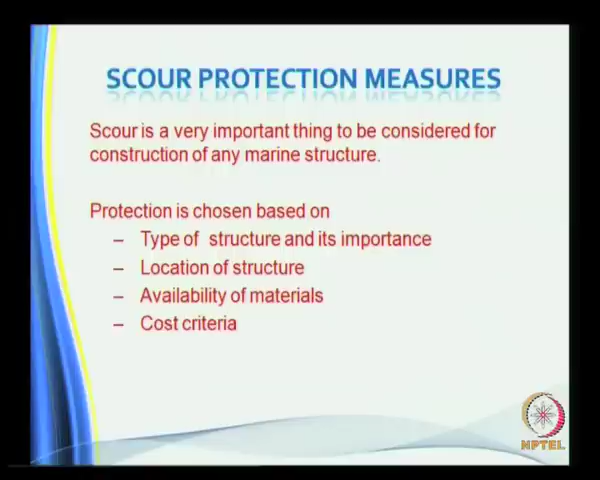 SCOUR PROTECTION MEASURES
Scour is a very important thing to be considered for
construction of any marine structure.
Protection is chosen based on
– Type of structure and its importance
– Location of structure
– Availability of materials
– Cost criteria
NPTEL